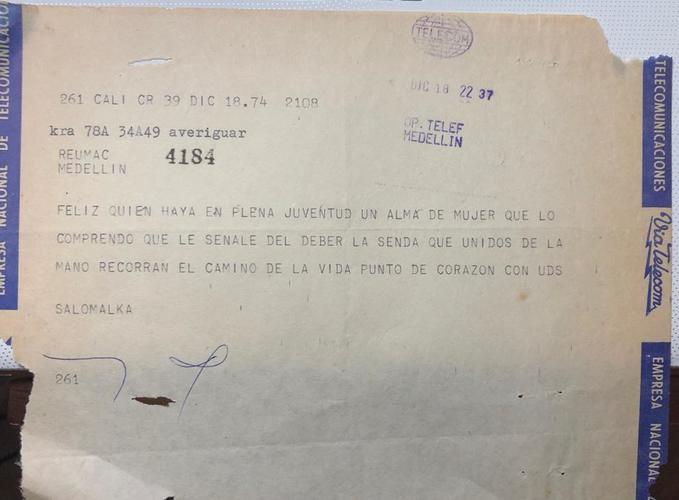 TELECOM
DIC 18 22 37
OP. TELEF
MEDELLIN
261 CALI CR 39 DIC 18.74 2108
kra 78A 34A49 averiguar
REUMAC 4184
MEDELLIN
FELIZ QUIEN HAYA EN PLENA JUVENTUD UN ALMA DE MUJER QUE LO
COMPRENDO QUE LE SENALE DEL DEBER LA SENDA QUE UNIDOS DE LA
MANO RECORRAN EL CAMINO DE LA VIDA PUNTO DE CORAZON CON UDS
SALOMALKA
261
EMPRESA NACIONAL DE TELECOMUNICACION
TELECOMUNICACIONES
Via Telecom
EMPRESA NACIONAL